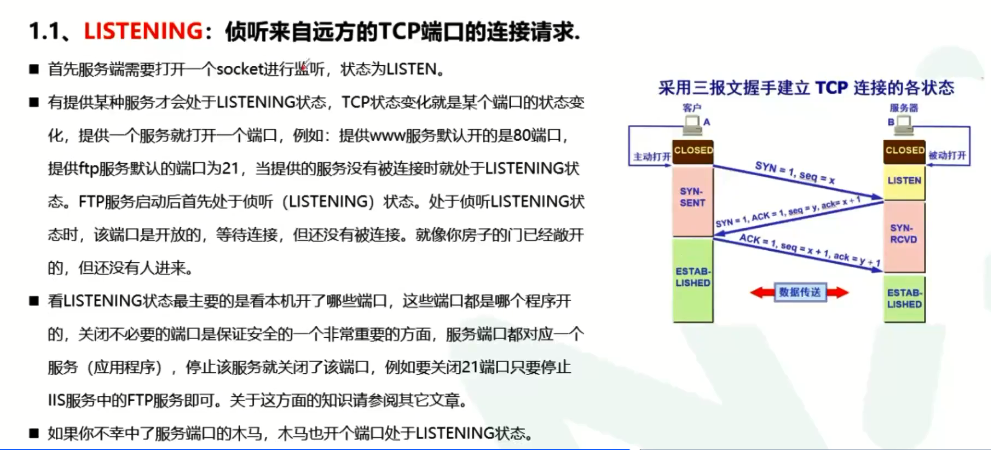 1.1、LISTENING：侦听来自远方的TCP端口的连接请求.
■ 首先服务端需要打开一个socket进行监听，状态为LISTEN。
■ 有提供某种服务才会处于LISTENING状态，TCP状态变化就是某个端口的状态变
化，提供一个服务就打开一个端口，例如：提供www服务默认开的是80端口，
提供ftp服务默认的端口为21，当提供的服务没有被连接时就处于LISTENING状
态。FTP服务启动后首先处于侦听（LISTENING）状态。处于侦听LISTENING状
态时，该端口是开放的，等待连接，但还没有被连接。就像你房子的门已经敞开
的，但还没有人进来。
■ 看LISTENING状态最主要的是看本机开了哪些端口，这些端口都是哪个程序开
的，关闭不必要的端口是保证安全的一个非常重要的方面，服务端口都对应一个
服务（应用程序），停止该服务就关闭了该端口，例如要关闭21端口只要停止
IIS服务中的FTP服务即可。关于这方面的知识请参阅其它文章。
■ 如果你不幸中了服务端口的木马，木马也开个端口处于LISTENING状态。
采用三报文握手建立 TCP 连接的各状态
客户
服务器
A
B
CLOSED
CLOSED
主动打开
被动打开
SYN = 1, seq = x
LISTEN
SYN-
SENT
SYN = 1, ACK = 1, seq = y, ack= x + 1
SYN-
RCVD
ACK = 1, seq = x + 1, ack = y + 1
ESTAB-
LISHED
数据传送
ESTAB-
LISHED